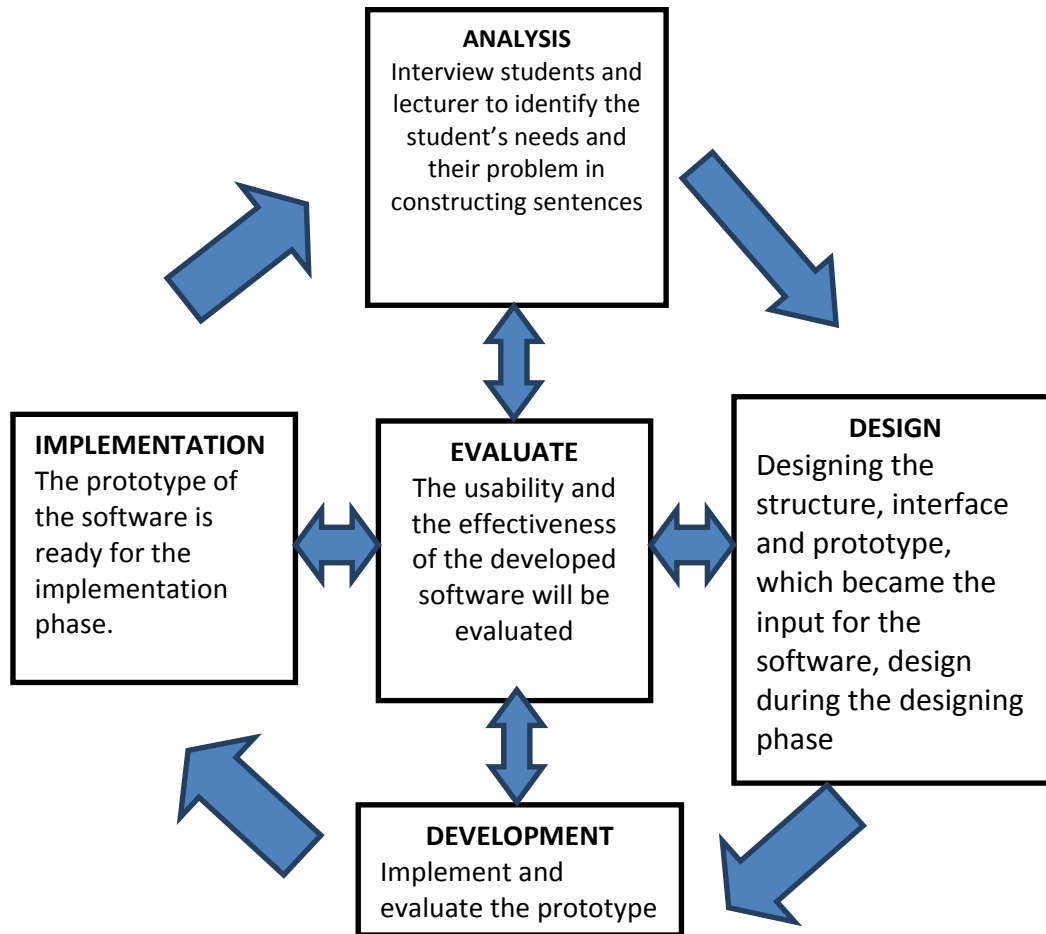 ANALYSIS
Interview students and
lecturer to identify the
student’s needs and
their problem in
constructing sentences
IMPLEMENTATION
The prototype of
the software is
ready for the
implementation
phase.
EVALUATE
The usability and
the effectiveness
of the developed
software will be
evaluated
DESIGN
Designing the
structure, interface
and prototype,
which became the
input for the
software, design
during the designing
phase
DEVELOPMENT
Implement and
evaluate the prototype